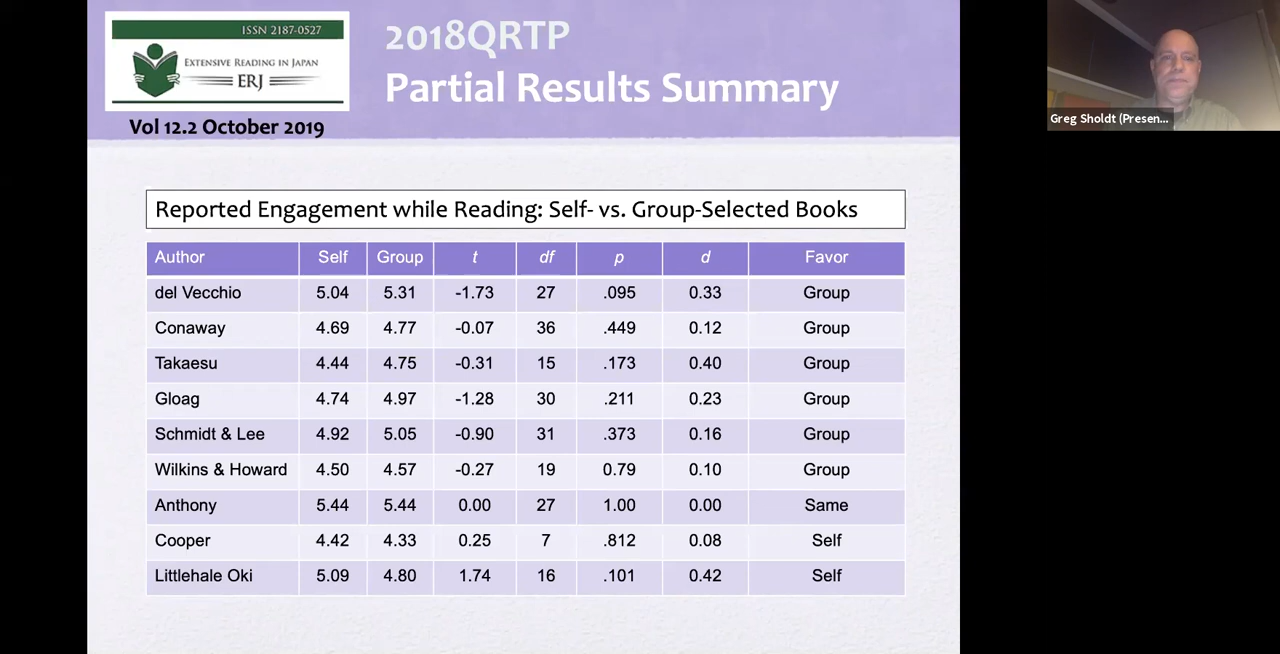 ISSN 2187-0527
EXTENSIVE READING IN JAPAN
ERJ
Vol 12.2 October 2019
2018QRTP
Partial Results Summary
Greg Sholdt (Presen...
Reported Engagement while Reading: Self- vs. Group-Selected Books
Author Self Group t df p d Favor
del Vecchio 5.04 5.31 -1.73 27 .095 0.33 Group
Conaway 4.69 4.77 -0.07 36 .449 0.12 Group
Takaesu 4.44 4.75 -0.31 15 .173 0.40 Group
Gloag 4.74 4.97 -1.28 30 .211 0.23 Group
Schmidt & Lee 4.92 5.05 -0.90 31 .373 0.16 Group
Wilkins & Howard 4.50 4.57 -0.27 19 0.79 0.10 Group
Anthony 5.44 5.44 0.00 27 1.00 0.00 Same
Cooper 4.42 4.33 0.25 7 .812 0.08 Self
Littlehale Oki 5.09 4.80 1.74 16 .101 0.42 Self